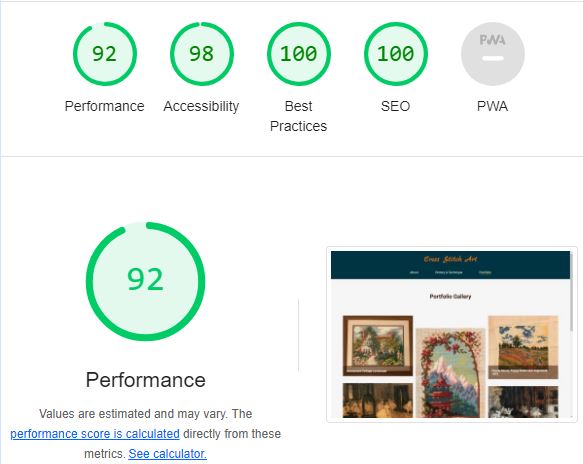 92
98
100
100
PWA
Performance
Accessibility
Best
Practices
SEO
PWA
92
Performance
Values are estimated and may vary. The
performance score is calculated directly from these
metrics. See calculator.
Cross Stitch Art
About
History & Technique
Portfolio
Portfolio Gallery